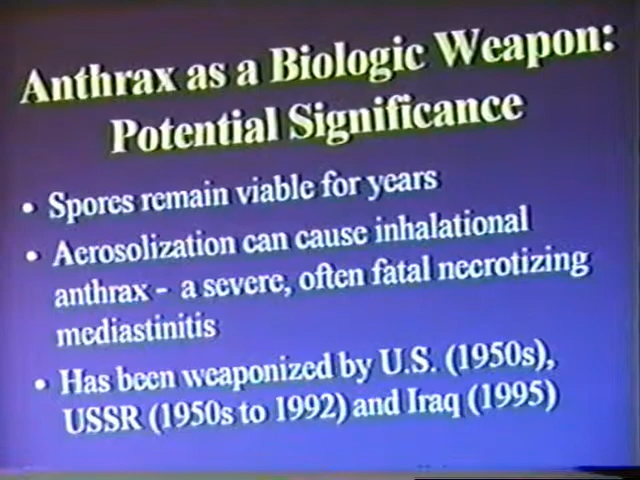 Anthrax as a Biologic Weapon:
Potential Significance
• Spores remain viable for years
• Aerosolization can cause inhalational
anthrax - a severe, often fatal necrotizing
mediastinitis
• Has been weaponized by U.S. (1950s),
USSR (1950s to 1992) and Iraq (1995)